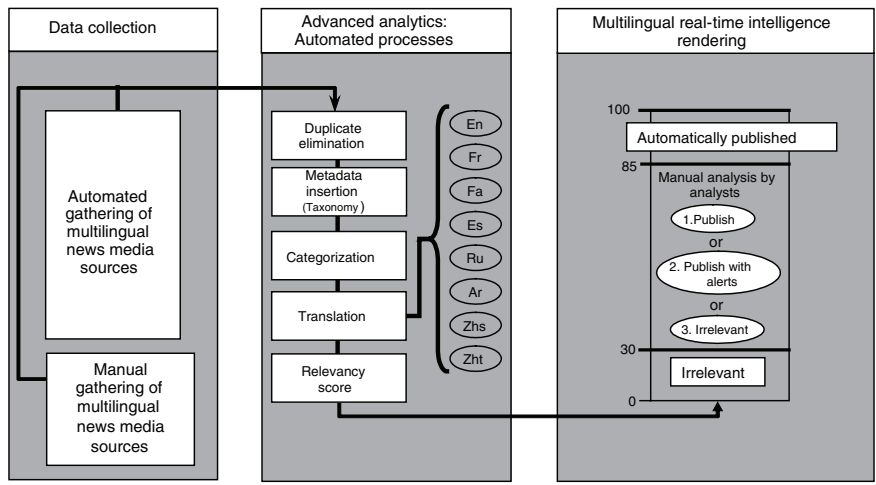 Data collection
Automated
gathering of
multilingual
news media
sources
Manual
gathering of
multilingual
news media
sources
Advanced analytics:
Automated processes
Duplicate
elimination
Metadata
insertion
(Taxonomy)
Categorization
Translation
Relevancy
score
En
Fr
Fa
Es
Ru
Ar
Zhs
Zht
Multilingual real-time intelligence
rendering
100
Automatically published
85
Manual analysis by
analysts
1.Publish
or
2. Publish with
alerts
or
3. Irrelevant
30
Irrelevant
0